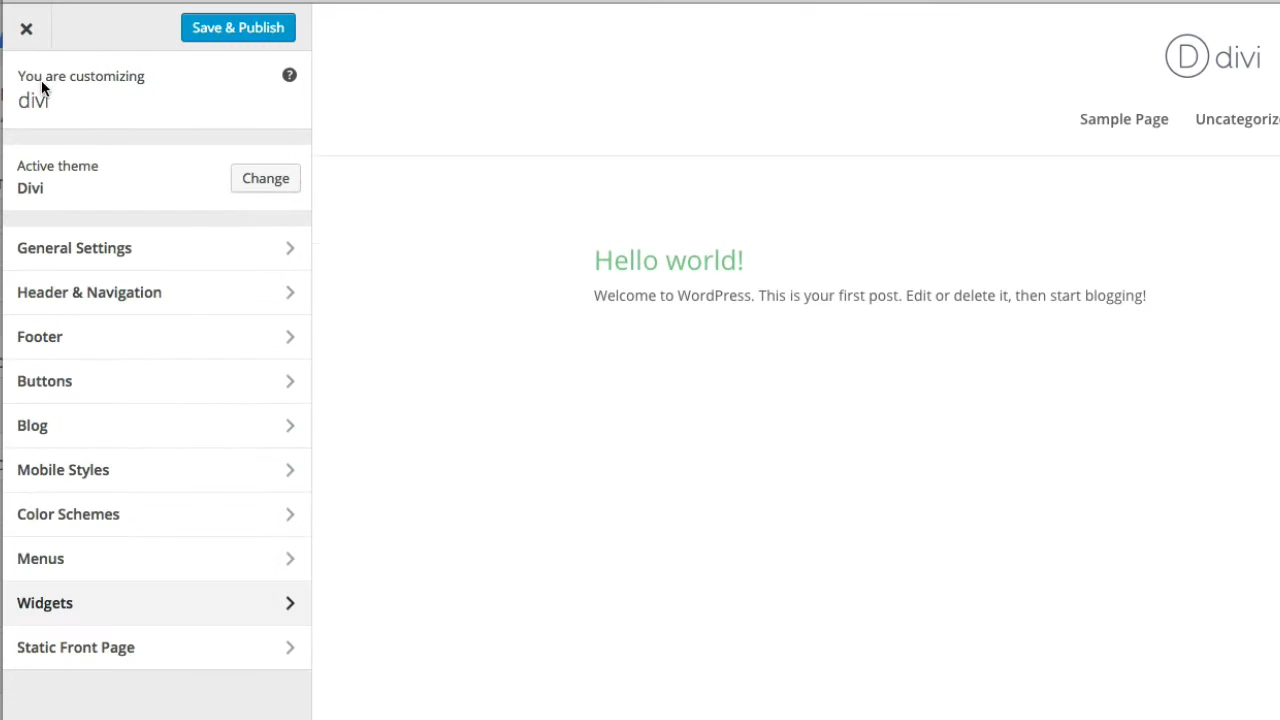 Save & Publish
You are customizing
divi
Active theme
Divi
Change
General Settings
Header & Navigation
Footer
Buttons
Blog
Mobile Styles
Color Schemes
Menus
Widgets
Static Front Page
D divi
Sample Page
Hello world!
Welcome to WordPress. This is your first post. Edit or delete it, then start blogging!